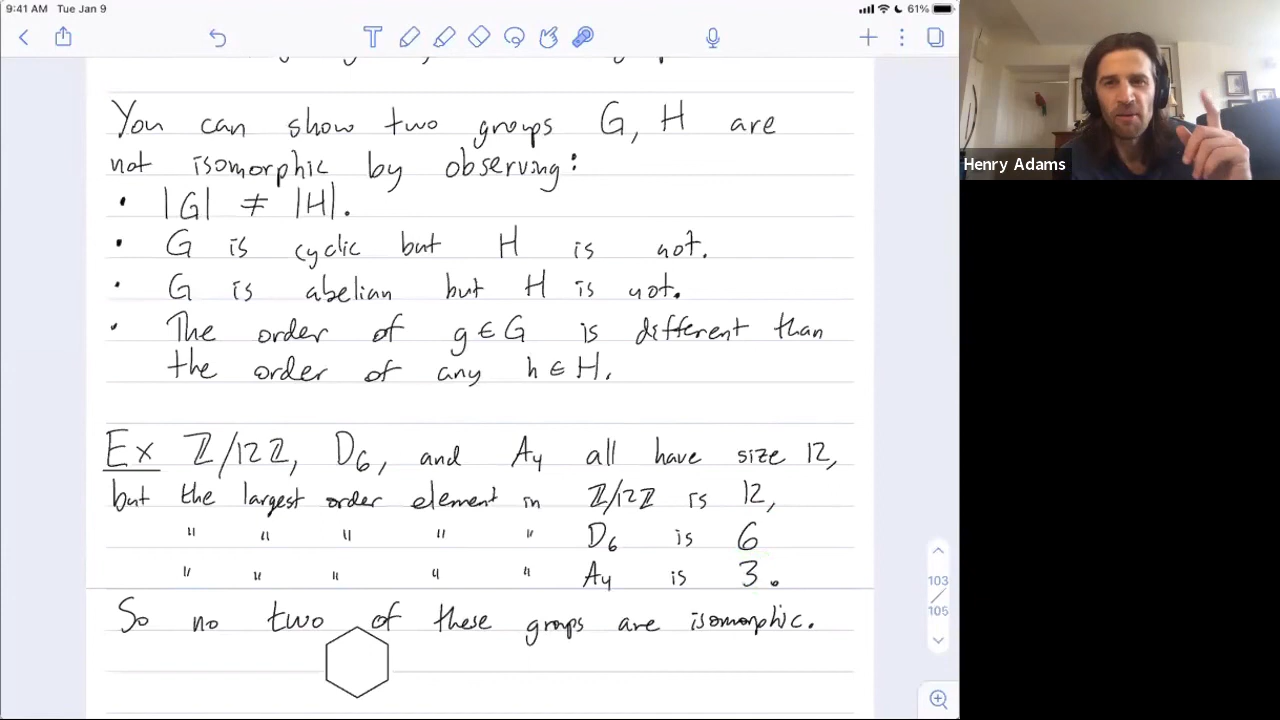 9:41 AM Tue Jan 9
61%
You can show two groups G, H are
not isomorphic by observing:
• |G| ≠ |H|.
• G is cyclic but H is not.
• G is abelian but H is not.
• The order of g ∈ G is different than
the order of any h ∈ H.
Ex ℤ/12ℤ, D₆, and A₄ all have size 12,
but the largest order element in ℤ/12ℤ is 12,
" " " " " D₆ is 6
" " " " " A₄ is 3.
So no two of these groups are isomorphic.
103
105
Henry Adams